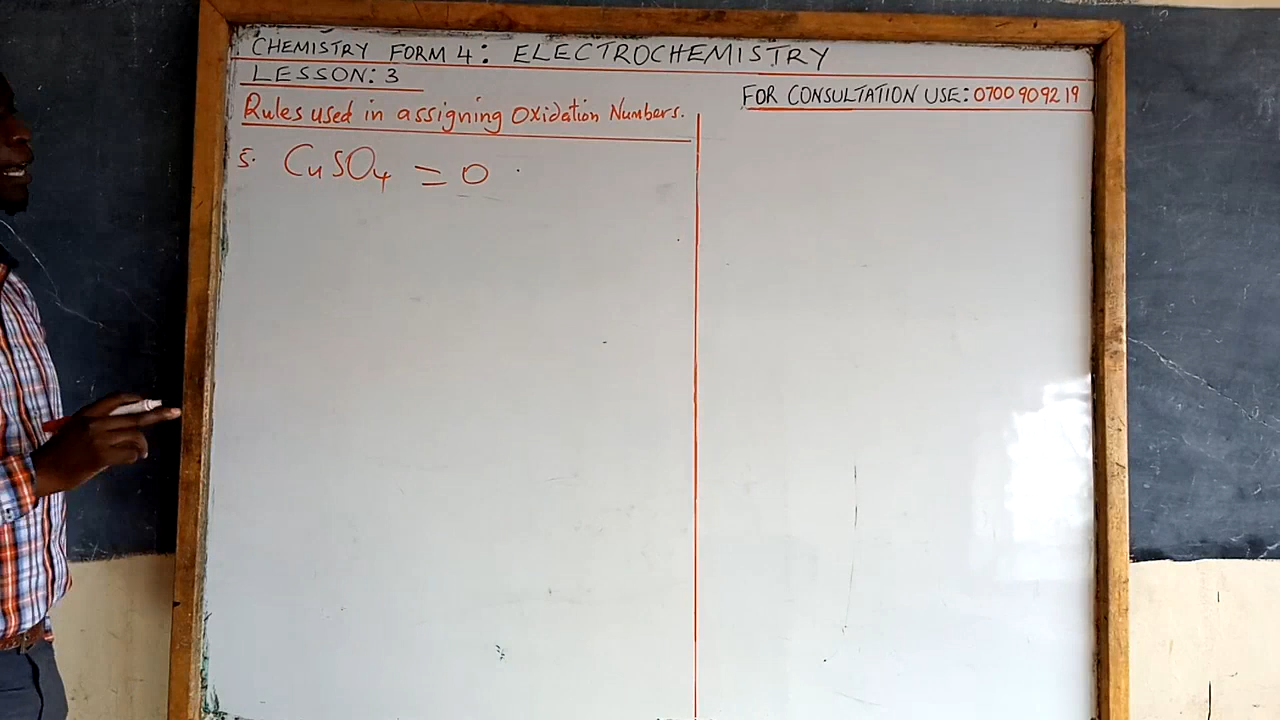 CHEMISTRY FORM 4: ELECTROCHEMISTRY
LESSON: 3
FOR CONSULTATION USE: 0700909219
Rules used in assigning Oxidation Numbers.
5. CuSO₄ = 0